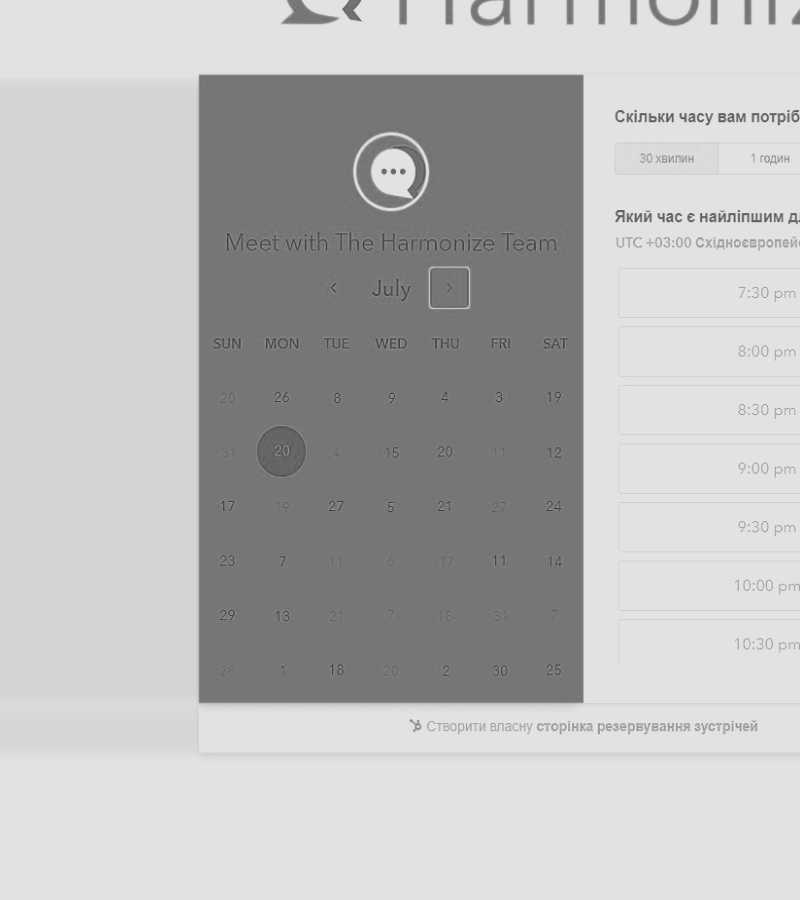 Harmoniz
Meet with The Harmonize Team
July
SUN MON TUE WED THU FRI SAT
20 26 8 9 4 3 19
31 20 4 15 20 11 12
17 19 27 5 21 27 24
23 7 11 6 17 11 14
29 13 21 7 18 31 7
28 1 18 20 2 30 25
Скільки часу вам потріб
30 хвилин 1 годин
Який час є найліпшим д
UTC +03:00 Східноєвропей
7:30 pm
8:00 pm
8:30 pm
9:00 pm
9:30 pm
10:00 pm
10:30 pm
Створити власну сторінка резервування зустрічей